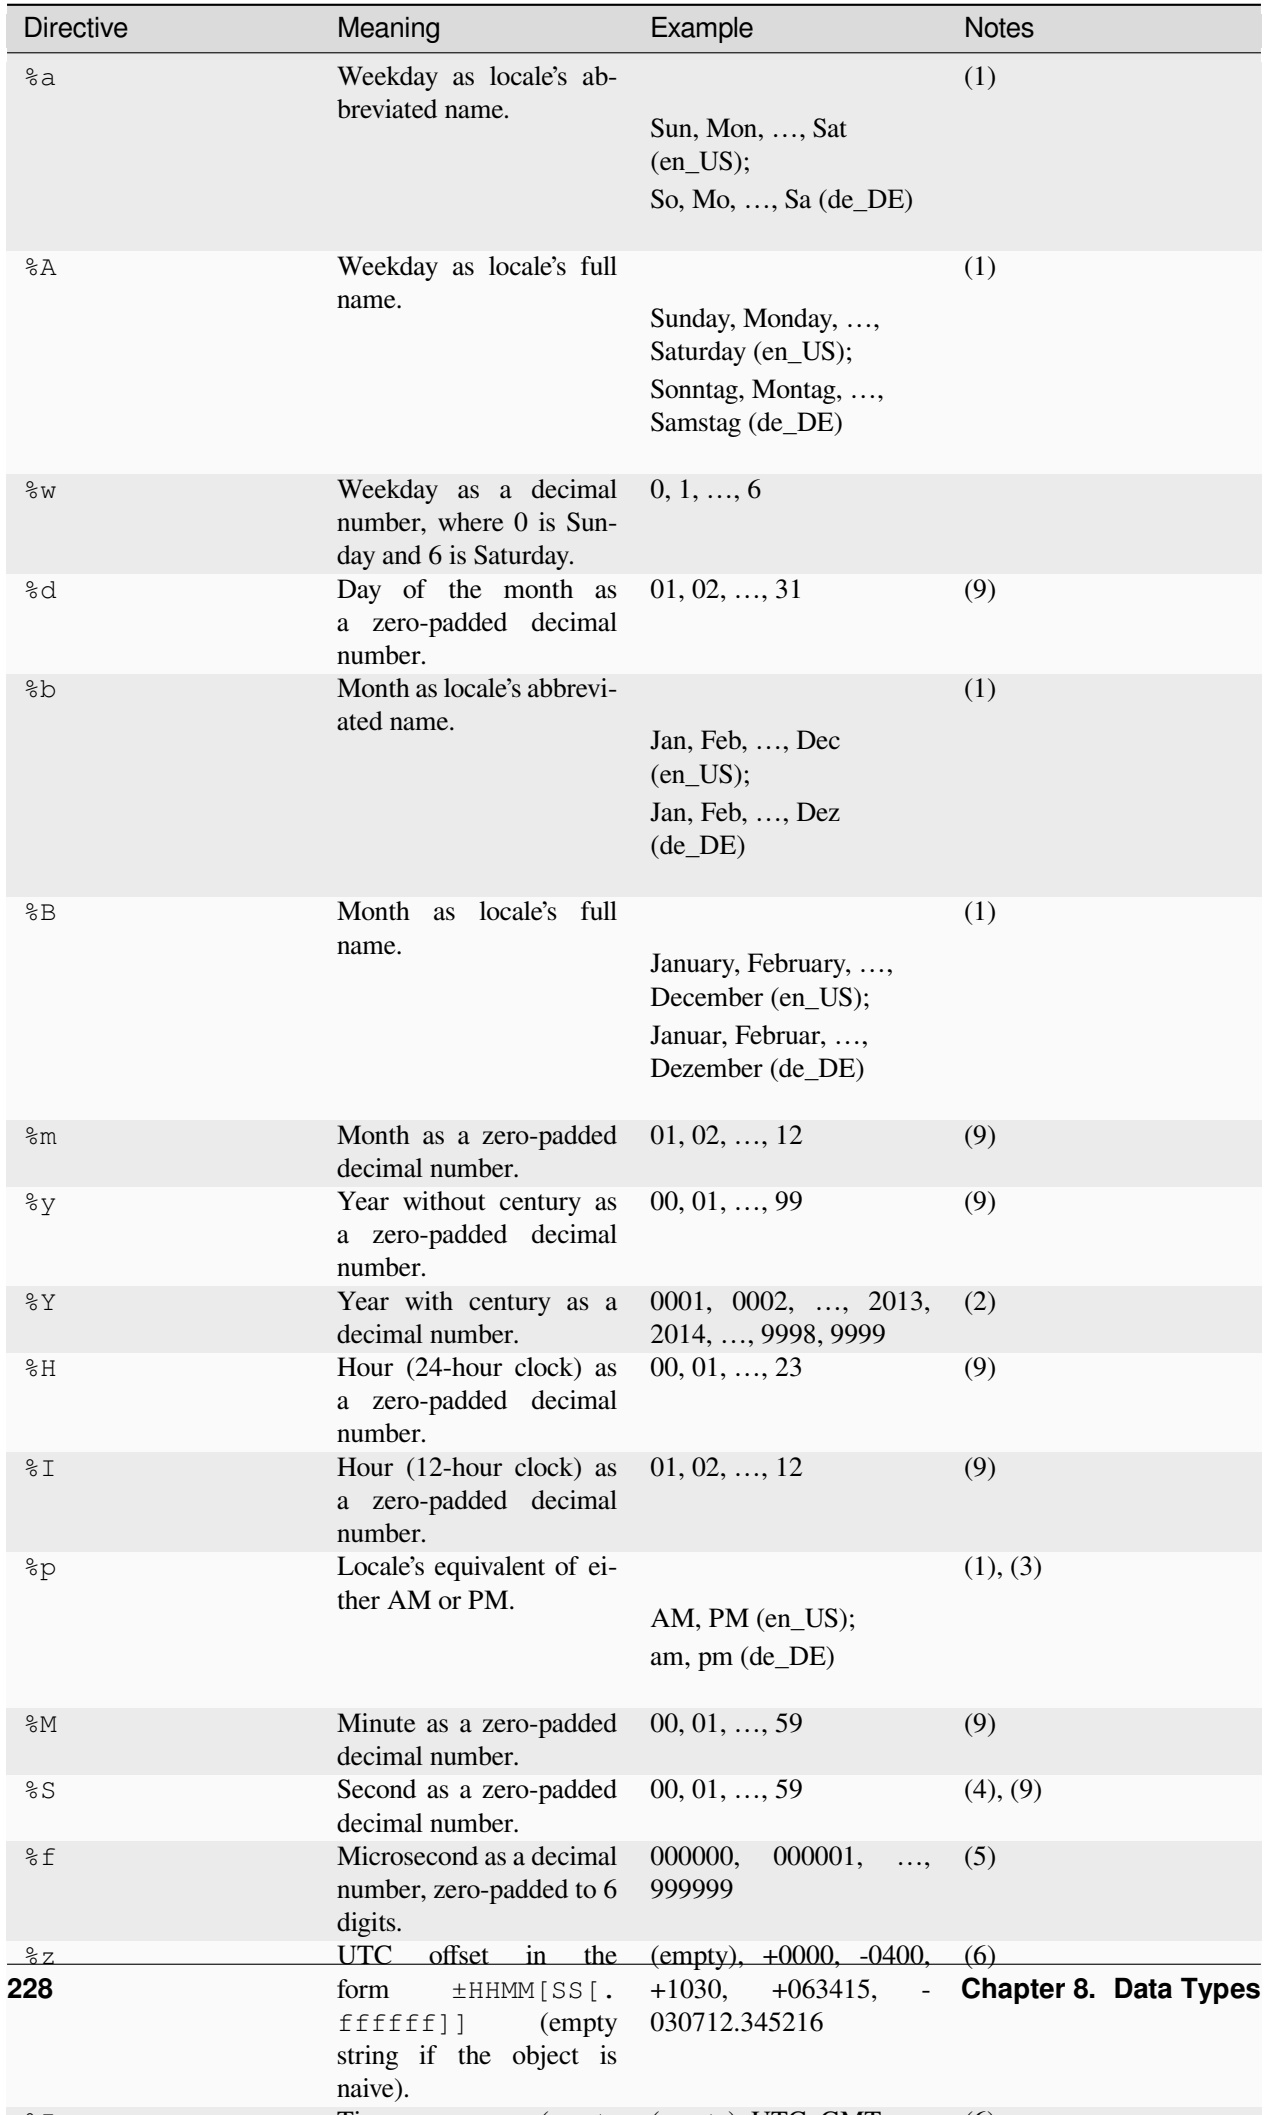 Directive Meaning Example Notes
%a Weekday as locale's ab- (1)
breviated name.
Sun, Mon, …, Sat
(en_US);
So, Mo, …, Sa (de_DE)
%A Weekday as locale's full (1)
name.
Sunday, Monday, …,
Saturday (en_US);
Sonntag, Montag, …,
Samstag (de_DE)
%w Weekday as a decimal 0, 1, …, 6
number, where 0 is Sun-
day and 6 is Saturday.
%d Day of the month as 01, 02, …, 31 (9)
a zero-padded decimal
number.
%b Month as locale's abbrevi- (1)
ated name.
Jan, Feb, …, Dec
(en_US);
Jan, Feb, …, Dez
(de_DE)
%B Month as locale's full (1)
name.
January, February, …,
December (en_US);
Januar, Februar, …,
Dezember (de_DE)
%m Month as a zero-padded 01, 02, …, 12 (9)
decimal number.
%y Year without century as 00, 01, …, 99 (9)
a zero-padded decimal
number.
%Y Year with century as a 0001, 0002, …, 2013, (2)
decimal number. 2014, …, 9998, 9999
%H Hour (24-hour clock) as 00, 01, …, 23 (9)
a zero-padded decimal
number.
%I Hour (12-hour clock) as 01, 02, …, 12 (9)
a zero-padded decimal
number.
%p Locale's equivalent of ei- (1), (3)
ther AM or PM.
AM, PM (en_US);
am, pm (de_DE)
%M Minute as a zero-padded 00, 01, …, 59 (9)
decimal number.
%S Second as a zero-padded 00, 01, …, 59 (4), (9)
decimal number.
%f Microsecond as a decimal 000000, 000001, …, (5)
number, zero-padded to 6 999999
digits.
%z UTC offset in the (empty), +0000, -0400, (6)
228 form ±HHMM[SS[. +1030, +063415, - Chapter 8. Data Types
ffffff]] (empty 030712.345216
string if the object is
naive).